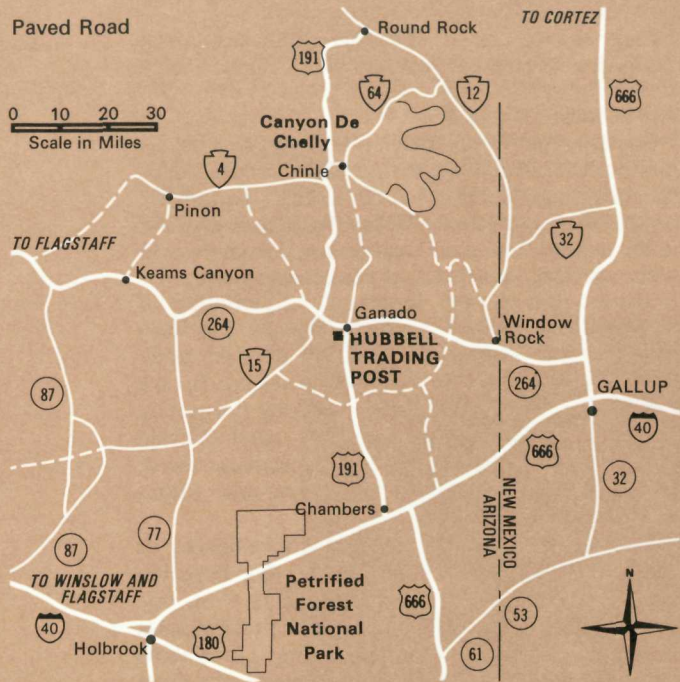 Paved Road
TO CORTEZ
Round Rock
191
64
12
666
0 10 20 30
Scale in Miles
Canyon De
Chelly
4
Chinle
Pinon
32
TO FLAGSTAFF
Keams Canyon
264
Ganado
Window
Rock
HUBBELL
TRADING
POST
15
264
87
GALLUP
40
666
191
32
NEW MEXICO
ARIZONA
Chambers
77
87
TO WINSLOW AND
FLAGSTAFF
Petrified
Forest
National
Park
666
N
53
40
Holbrook
180
61